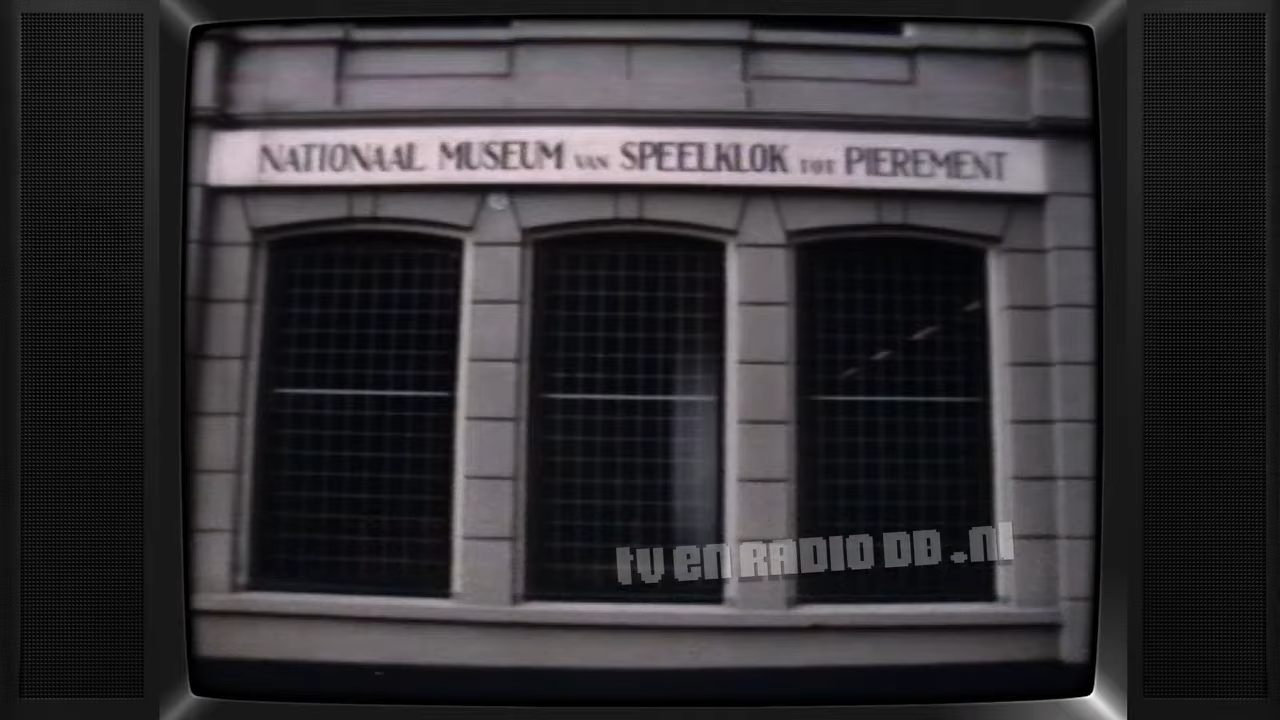 NATIONAAL MUSEUM VAN SPEELKLOK TOT PIEREMENT
tv en RADIO DB.nl